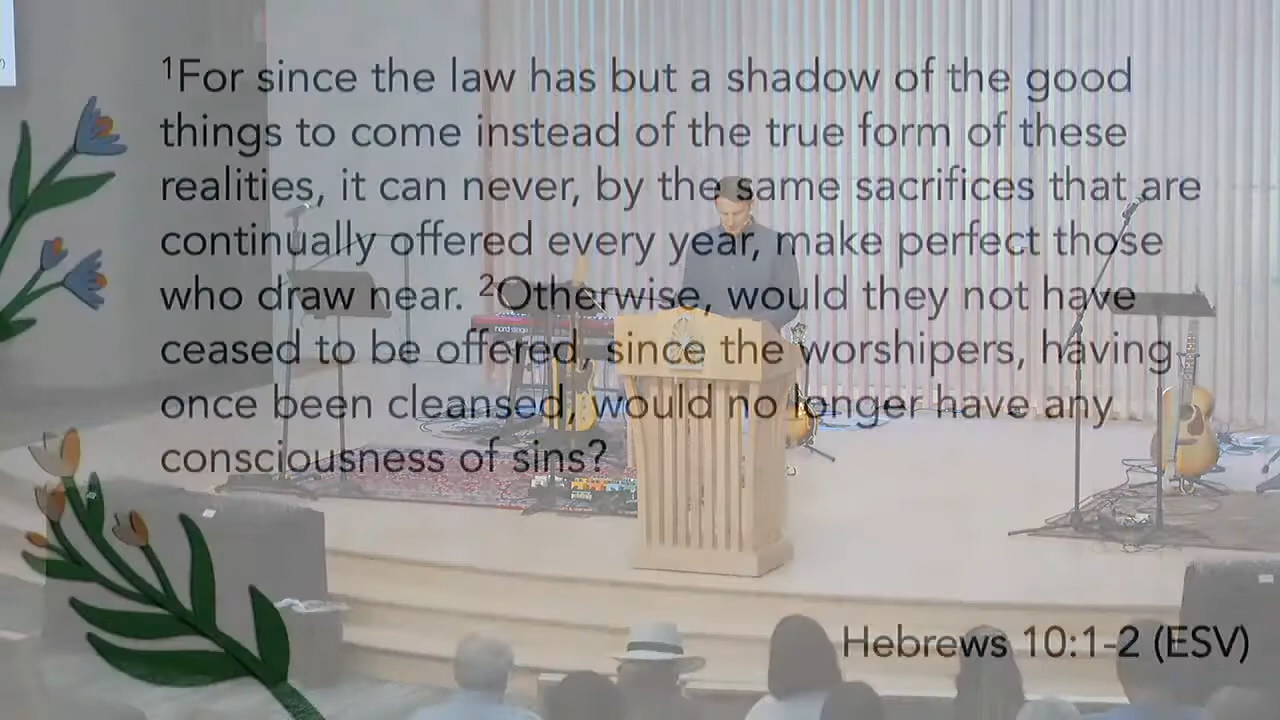 ¹For since the law has but a shadow of the good
things to come instead of the true form of these
realities, it can never, by the same sacrifices that are
continually offered every year, make perfect those
who draw near. ²Otherwise, would they not have
ceased to be offered, since the worshipers, having
once been cleansed, would no longer have any
consciousness of sins?
nord stage
Hebrews 10:1-2 (ESV)